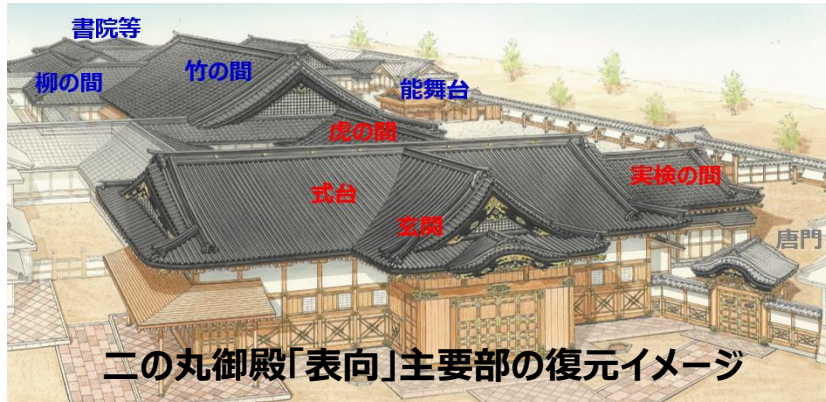 書院等
柳の間
竹の間
能舞台
虎の間
式台
玄関
実検の間
唐門
二の丸御殿「表向」主要部の復元イメージ